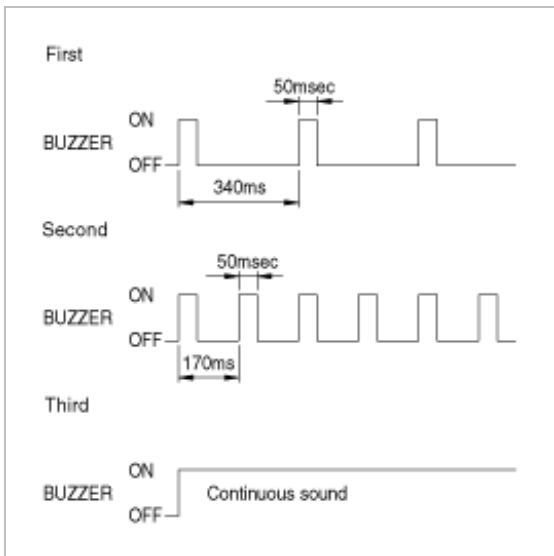 First
50msec
ON
BUZZER
OFF
340ms
Second
50msec
ON
BUZZER
OFF
170ms
Third
ON
BUZZER Continuous sound
OFF